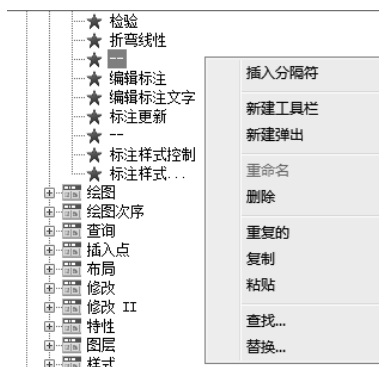 检验
折弯线性
--
编辑标注
编辑标注文字
标注更新
--
标注样式控制
标注样式...
绘图
绘图次序
查询
插入点
布局
修改
修改 II
特性
图层
样式
插入分隔符
新建工具栏
新建弹出
重命名
删除
重复的
复制
粘贴
查找...
替换...